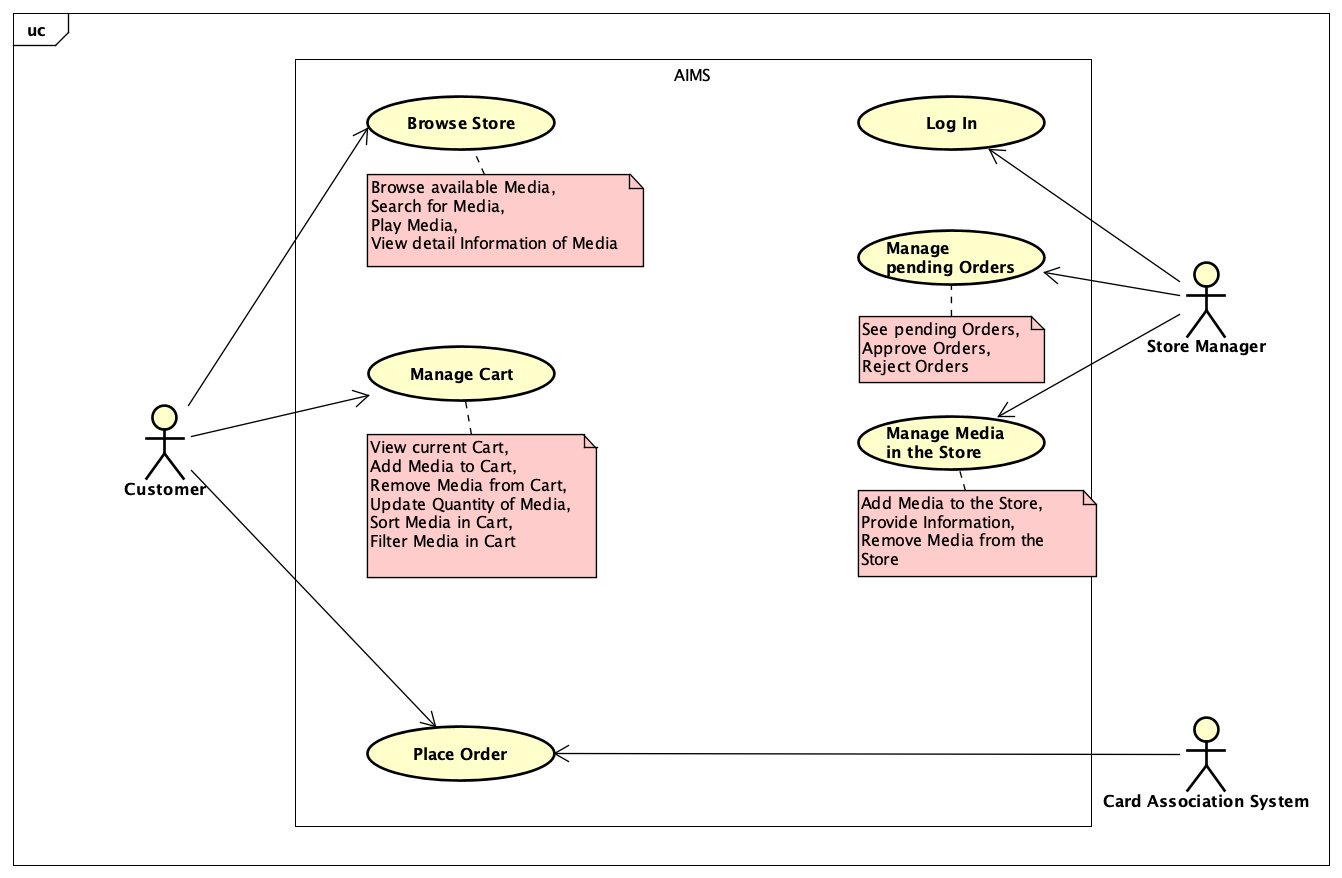 uc
AIMS
Browse Store
Browse available Media,
Search for Media,
Play Media,
View detail Information of Media
Manage Cart
View current Cart,
Add Media to Cart,
Remove Media from Cart,
Update Quantity of Media,
Sort Media in Cart,
Filter Media in Cart
Customer
Place Order
Log In
Manage
pending Orders
See pending Orders,
Approve Orders,
Reject Orders
Store Manager
Manage Media
in the Store
Add Media to the Store,
Provide Information,
Remove Media from the
Store
Card Association System